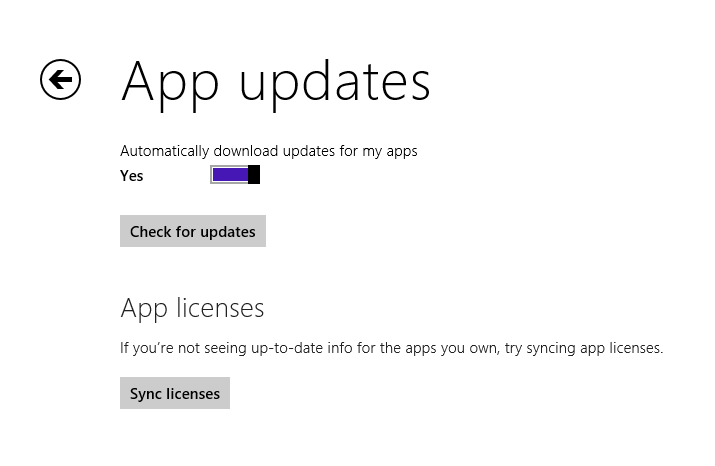 App updates
Automatically download updates for my apps
Yes
Check for updates
App licenses
If you’re not seeing up-to-date info for the apps you own, try syncing app licenses.
Sync licenses